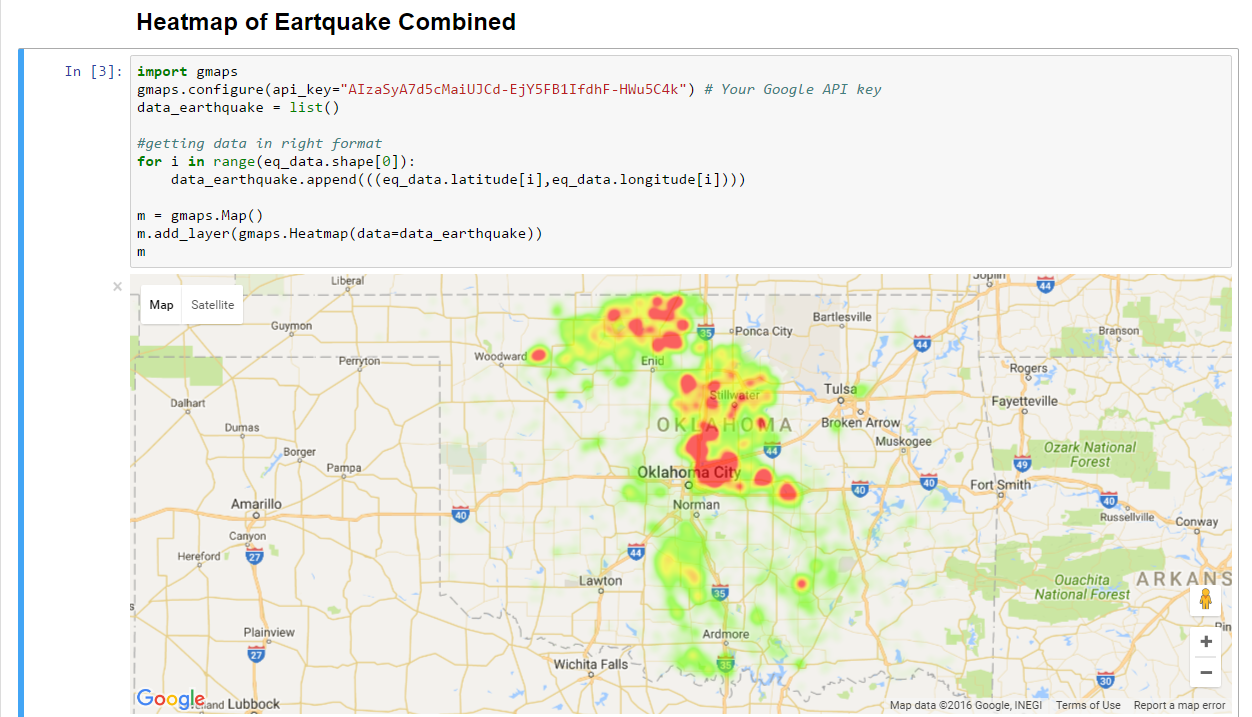 Heatmap of Eartquake Combined
In [3]:
import gmaps
gmaps.configure(api_key="AIzaSyA7d5cMaiUJCd-EjY5FB1IfdhF-HWu5C4k") # Your Google API key
data_earthquake = list()
#getting data in right format
for i in range(eq_data.shape[0]):
    data_earthquake.append(((eq_data.latitude[i],eq_data.longitude[i])))
m = gmaps.Map()
m.add_layer(gmaps.Heatmap(data=data_earthquake))
m
×
Map Satellite
Liberal
Joplin
44
Guymon
Bartlesville
35
Ponca City
Branson
44
Woodward
Enid
Perryton
Rogers
Tulsa
Stillwater
Dalhart
Fayetteville
OKLAHOMA
Broken Arrow
Dumas
Muskogee
44
Ozark National
Forest
Borger
Pampa
49
Oklahoma City
40
40
Fort Smith
40
Amarillo
Norman
40
Russellville
Conway
Canyon
Hereford
27
44
Lawton
35
Ouachita
National Forest
ARKANS
Plainview
Ardmore
27
Wichita Falls
35
30
+
−
Google
Lubbock
Map data ©2016 Google, INEGI Terms of Use Report a map error